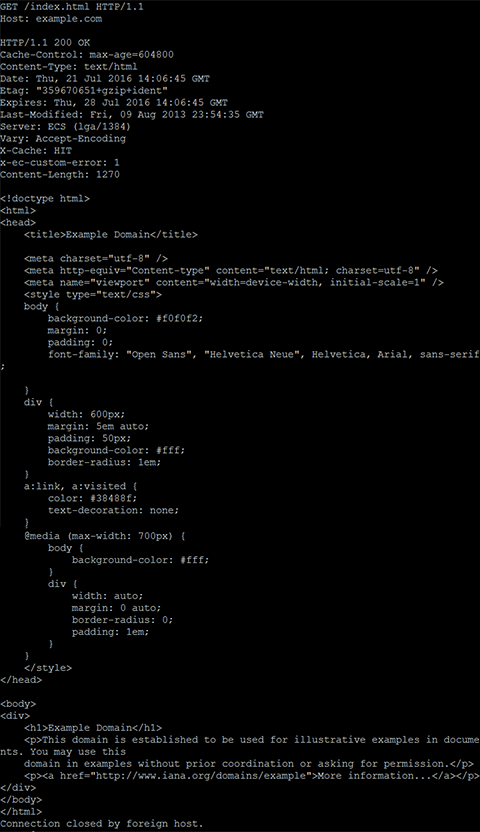 GET /index.html HTTP/1.1
Host: example.com

HTTP/1.1 200 OK
Cache-Control: max-age=604800
Content-Type: text/html
Date: Thu, 21 Jul 2016 14:06:45 GMT
Etag: "359670651+gzip+ident"
Expires: Thu, 28 Jul 2016 14:06:45 GMT
Last-Modified: Fri, 09 Aug 2013 23:54:35 GMT
Server: ECS (lga/1384)
Vary: Accept-Encoding
X-Cache: HIT
x-ec-custom-error: 1
Content-Length: 1270

<!doctype html>
<html>
<head>
    <title>Example Domain</title>

    <meta charset="utf-8" />
    <meta http-equiv="Content-type" content="text/html; charset=utf-8" />
    <meta name="viewport" content="width=device-width, initial-scale=1" />
    <style type="text/css">
    body {
        background-color: #f0f0f2;
        margin: 0;
        padding: 0;
        font-family: "Open Sans", "Helvetica Neue", Helvetica, Arial, sans-serif
;

    }
    div {
        width: 600px;
        margin: 5em auto;
        padding: 50px;
        background-color: #fff;
        border-radius: 1em;
    }
    a:link, a:visited {
        color: #38488f;
        text-decoration: none;
    }
    @media (max-width: 700px) {
        body {
            background-color: #fff;
        }
        div {
            width: auto;
            margin: 0 auto;
            border-radius: 0;
            padding: 1em;
        }
    }
    </style>
</head>

<body>
<div>
    <h1>Example Domain</h1>
    <p>This domain is established to be used for illustrative examples in docume
nts. You may use this
    domain in examples without prior coordination or asking for permission.</p>
    <p><a href="http://www.iana.org/domains/example">More information...</a></p>
</div>
</body>
</html>
Connection closed by foreign host.